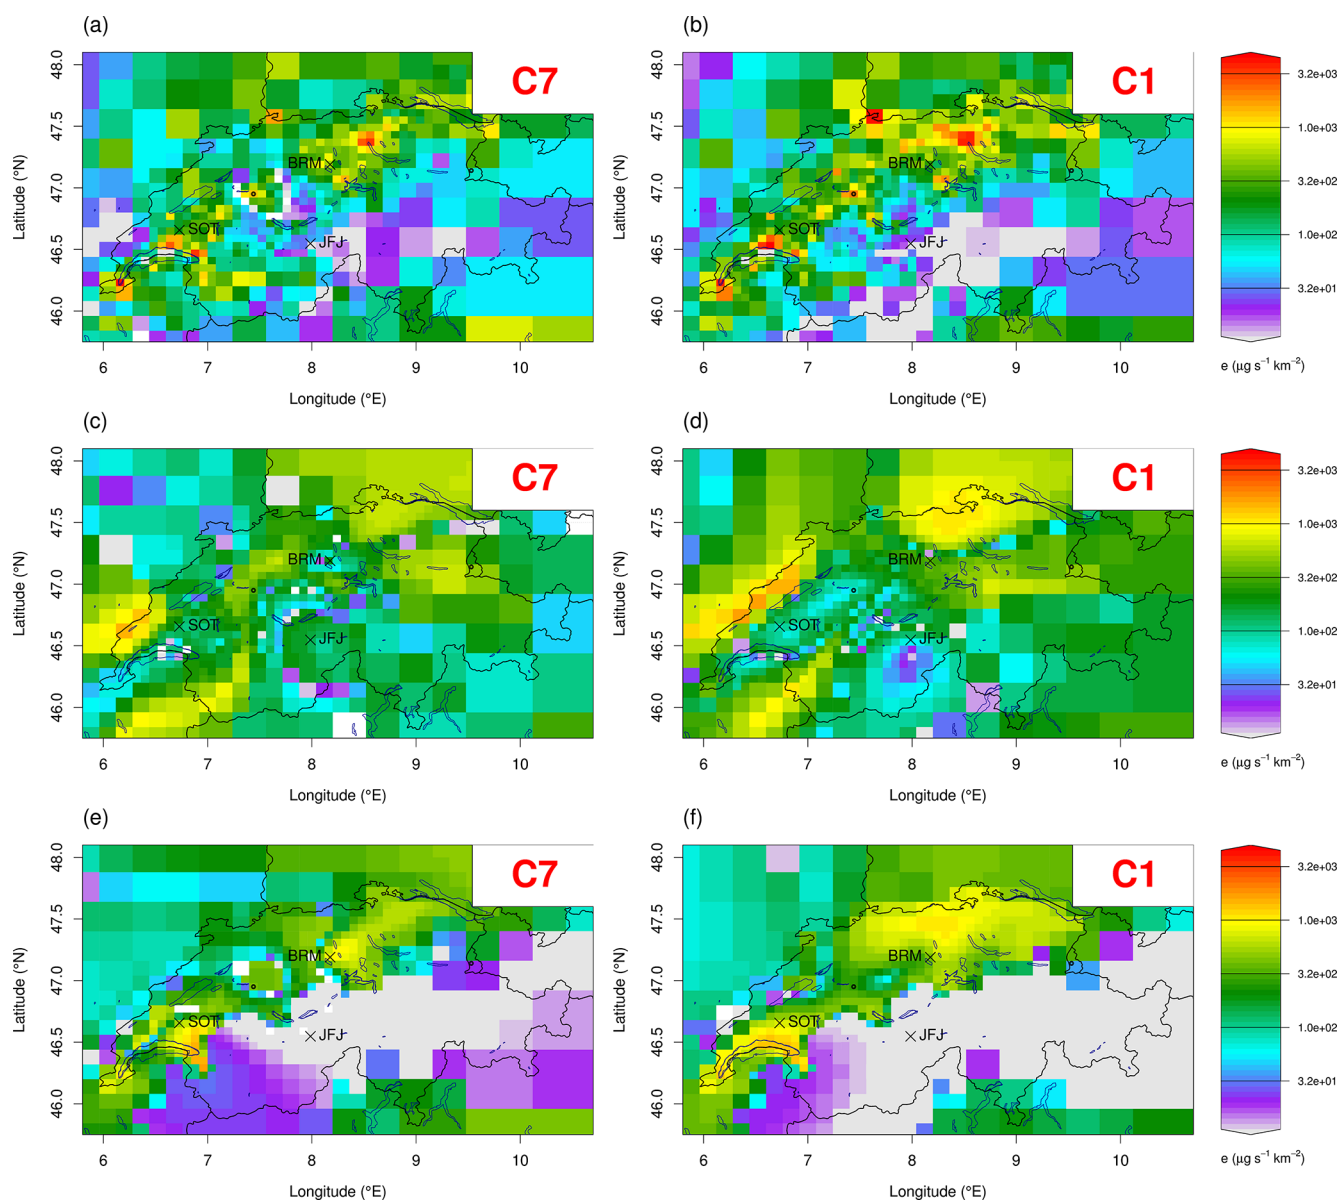 (a)
(b)
C7
C1
48.0
47.5
47.0
46.5
46.0
Latitude (°N)
BRM
SOT
JFJ
6 7 8 9 10
Longitude (°E)
48.0
47.5
47.0
46.5
46.0
Latitude (°N)
BRM
SOT
JFJ
6 7 8 9 10
Longitude (°E)
3.2e+03
1.0e+03
3.2e+02
1.0e+02
3.2e+01
e (μg s⁻¹ km⁻²)
(c)
(d)
C7
C1
48.0
47.5
47.0
46.5
46.0
Latitude (°N)
BRM
SOT
JFJ
6 7 8 9 10
Longitude (°E)
48.0
47.5
47.0
46.5
46.0
Latitude (°N)
BRM
SOT
JFJ
6 7 8 9 10
Longitude (°E)
3.2e+03
1.0e+03
3.2e+02
1.0e+02
3.2e+01
e (μg s⁻¹ km⁻²)
(e)
(f)
C7
C1
48.0
47.5
47.0
46.5
46.0
Latitude (°N)
BRM
SOT
JFJ
6 7 8 9 10
Longitude (°E)
48.0
47.5
47.0
46.5
46.0
Latitude (°N)
BRM
SOT
JFJ
6 7 8 9 10
Longitude (°E)
3.2e+03
1.0e+03
3.2e+02
1.0e+02
3.2e+01
e (μg s⁻¹ km⁻²)